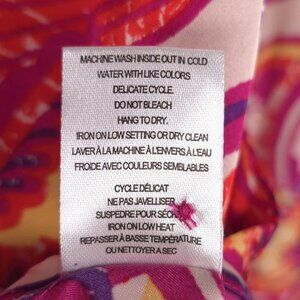 MACHINE WASH INSIDE OUT IN COLD
WATER WITH LIKE COLORS
DELICATE CYCLE.
DO NOT BLEACH
HANG TO DRY.
IRON ON LOW SETTING OR DRY CLEAN
LAVER À LA MACHINE À L'ENVERS À L'EAU
FROIDE AVEC COULEURS SEMBLABLES
CYCLE DÉLICAT
NE PAS JAVELLISER
SUSPEDRE POUR SÉCH
IRON ON LOW HEAT
REPASSER À BASSE TEMPÉRATURE
OU NETTOYER A SEC